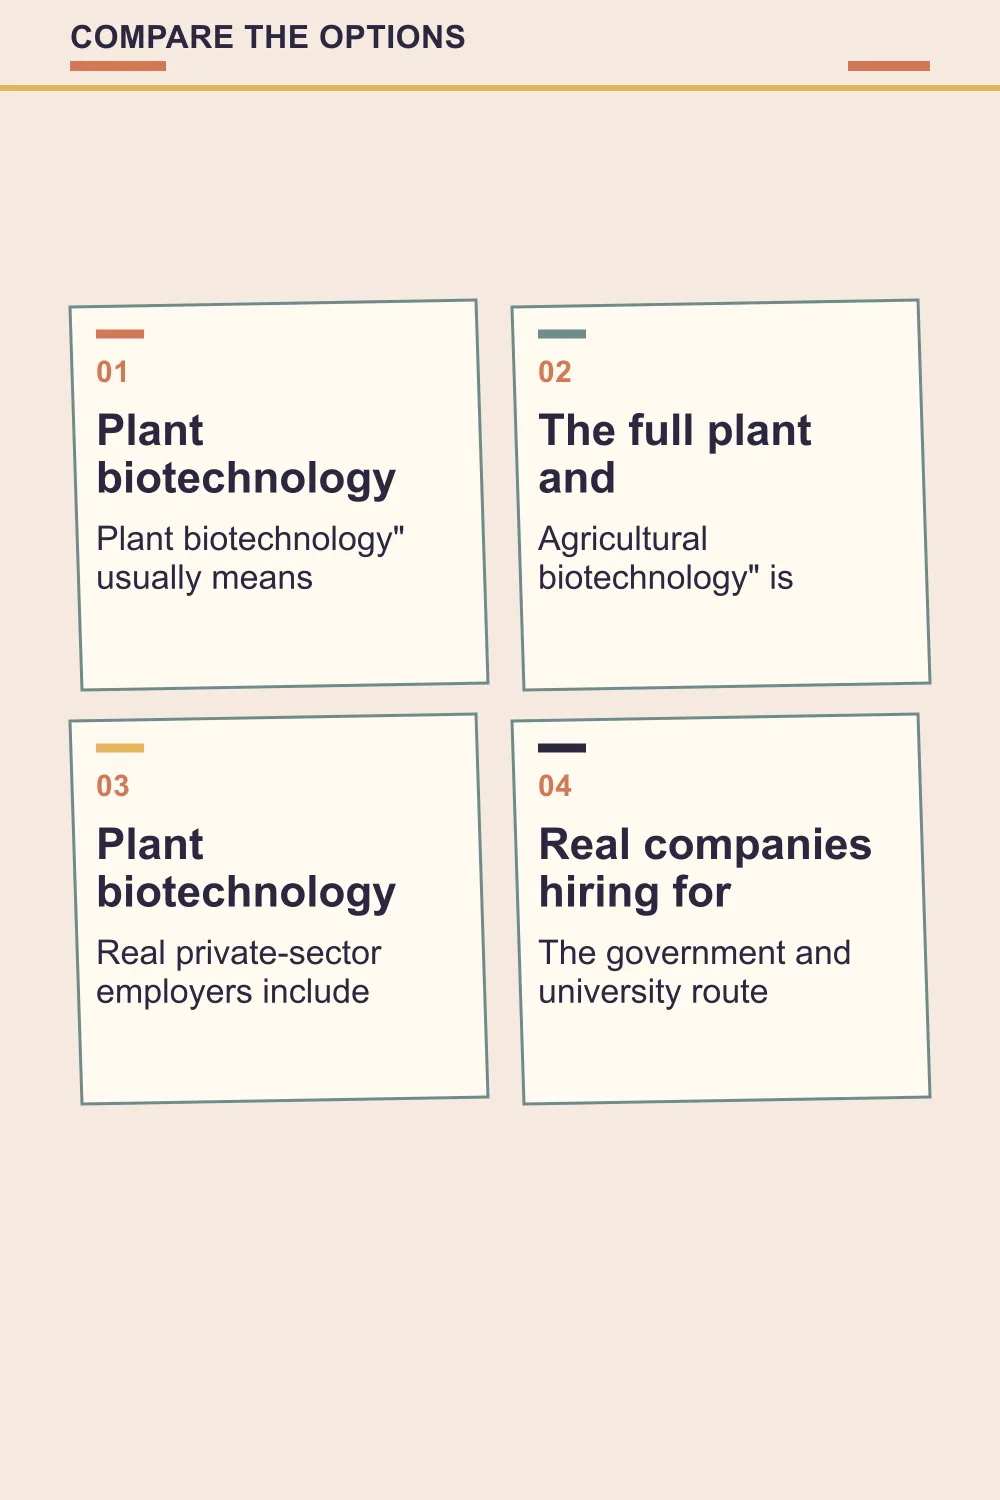 COMPARE THE OPTIONS
01
Plant
biotechnology
Plant biotechnology"
usually means
02
The full plant
and
Agricultural
biotechnology" is
03
Plant
biotechnology
Real private-sector
employers include
04
Real companies
hiring for
The government and
university route